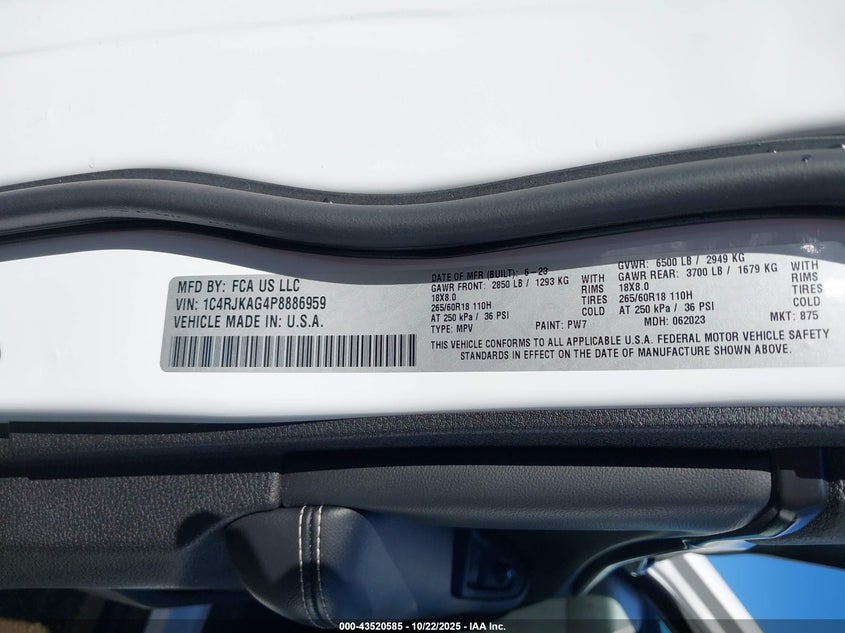 MFD BY: FCA US LLC
VIN: 1C4RJKAG4P8886959
VEHICLE MADE IN: U.S.A.
DATE OF MFR (BUILT): 6-23
GAWR FRONT: 2850 LB / 1293 KG WITH
18X8.0 RIMS
265/60R18 110H TIRES
AT 250 kPa / 36 PSI COLD
TYPE: MPV PAINT: PW7
GVWR: 6500 LB / 2949 KG
GAWR REAR: 3700 LB / 1679 KG WITH
18X8.0 RIMS
265/60R18 110H TIRES
AT 250 kPa / 36 PSI COLD
MDH: 062023 MKT: 875
THIS VEHICLE CONFORMS TO ALL APPLICABLE U.S.A. FEDERAL MOTOR VEHICLE SAFETY
STANDARDS IN EFFECT ON THE DATE OF MANUFACTURE SHOWN ABOVE.
000-43520585 - 10/22/2025 - IAA Inc.